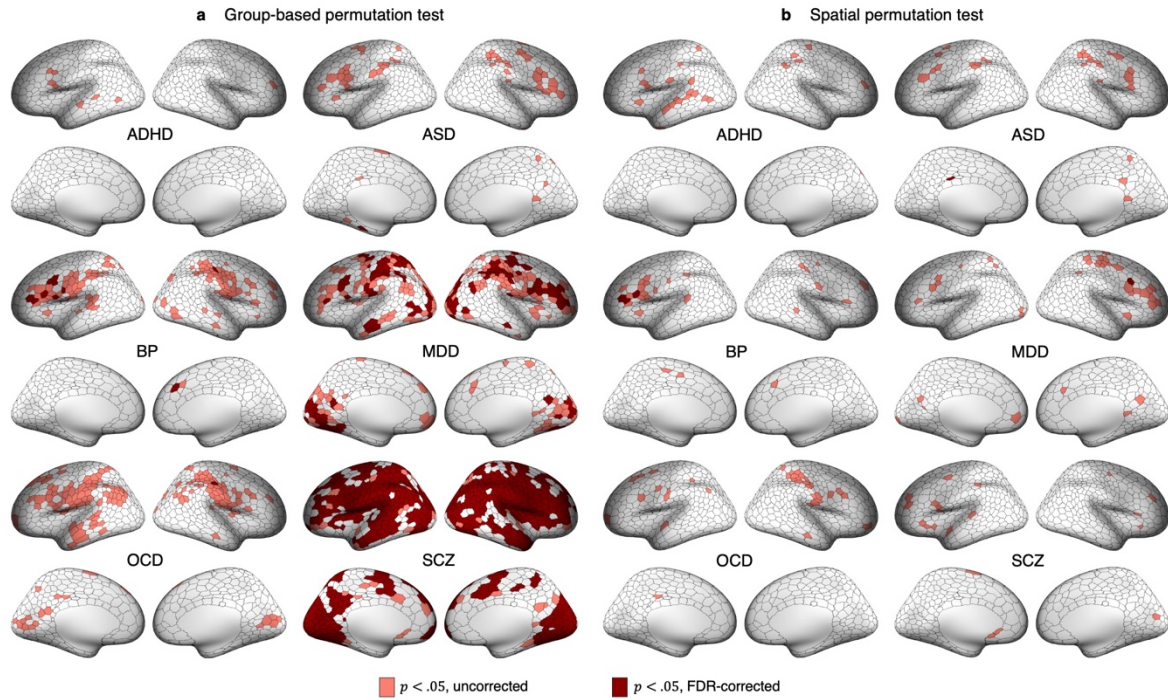 a Group-based permutation test b Spatial permutation test
ADHD ASD ADHD ASD
BP MDD BP MDD
OCD SCZ OCD SCZ
p < .05, uncorrected p < .05, FDR-corrected